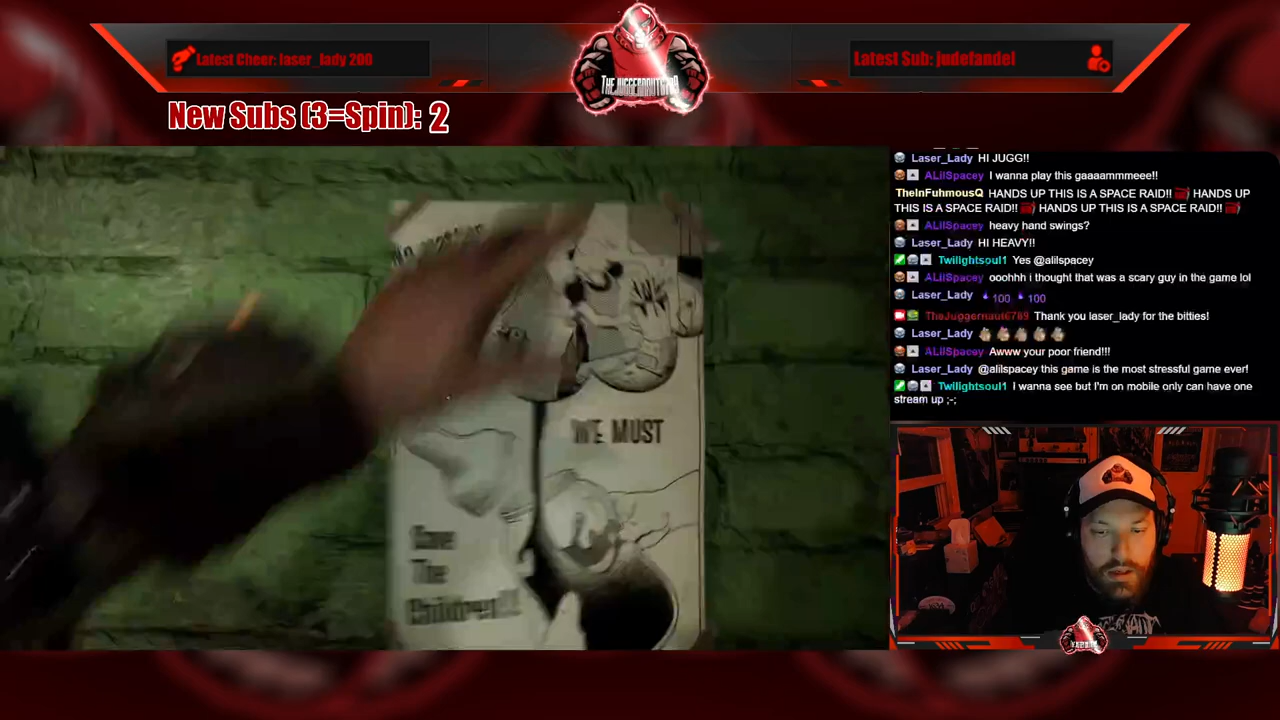 Latest Cheer: laser_lady 200
THEJUGGERNAUT6789
Latest Sub: judefandel
New Subs (3=Spin): 2
Laser_Lady HI JUGG!!
ALilSpacey I wanna play this gaaaammmeee!!
TheInFuhmousQ HANDS UP THIS IS A SPACE RAID!! HANDS UP
THIS IS A SPACE RAID!! HANDS UP THIS IS A SPACE RAID!!
ALilSpacey heavy hand swings?
Laser_Lady HI HEAVY!!
Twilightsoul1 Yes @alilspacey
ALilSpacey ooohhh i thought that was a scary guy in the game lol
Laser_Lady 100 100
TheJuggernaut6789 Thank you laser_lady for the bitties!
Laser_Lady
ALilSpacey Awww your poor friend!!!
Laser_Lady @alilspacey this game is the most stressful game ever!
Twilightsoul1 I wanna see but I'm on mobile only can have one
stream up ;-;
WE MUST
Save
The
Children!!